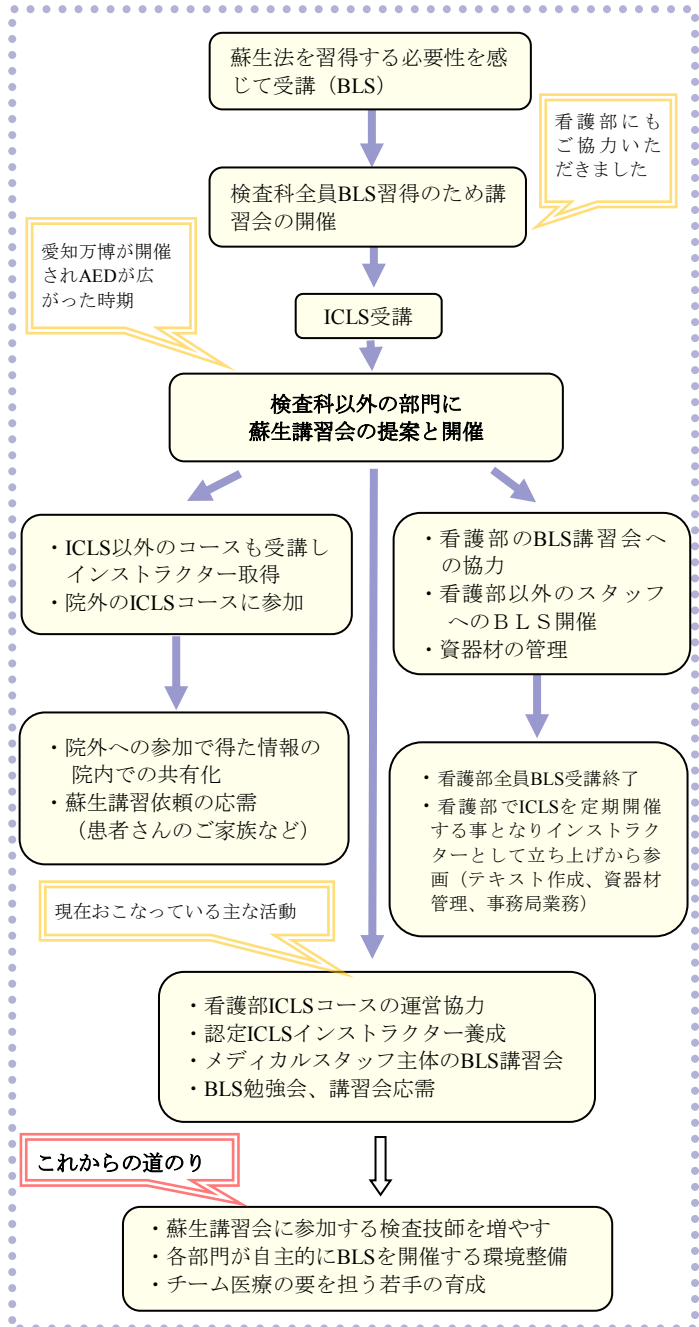 蘇生法を習得する必要性を感
じて受講（BLS）
看護部にも
ご協力いた
だきました
検査科全員BLS習得のため講
習会の開催
愛知万博が開催
されAEDが広
がった時期
ICLS受講
検査科以外の部門に
蘇生講習会の提案と開催
・ICLS以外のコースも受講し
インストラクター取得
・院外のICLSコースに参加
・看護部のBLS講習会へ
の協力
・看護部以外のスタッフ
へのＢＬＳ開催
・資器材の管理
・院外への参加で得た情報の
院内での共有化
・蘇生講習依頼の応需
（患者さんのご家族など）
・看護部全員BLS受講終了
・看護部でICLSを定期開催
する事となりインストラク
ターとして立ち上げから参
画（テキスト作成、資器材
管理、事務局業務）
現在おこなっている主な活動
・看護部ICLSコースの運営協力
・認定ICLSインストラクター養成
・メディカルスタッフ主体のBLS講習会
・BLS勉強会、講習会応需
これからの道のり
・蘇生講習会に参加する検査技師を増やす
・各部門が自主的にBLSを開催する環境整備
・チーム医療の要を担う若手の育成